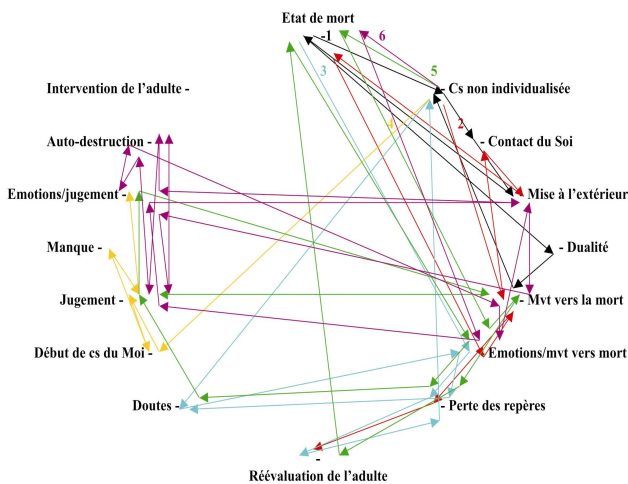 Etat de mort
-1
6
3
5
Intervention de l’adulte -
- Cs non individualisée
4
2
Auto-destruction -
- Contact du Soi
Emotions/jugement -
- Mise à l’extérieur
Manque -
- Dualité
Jugement -
- Mvt vers la mort
Début de cs du Moi -
- Emotions/mvt vers mort
Doutes -
- Perte des repères
-
Réévaluation de l’adulte